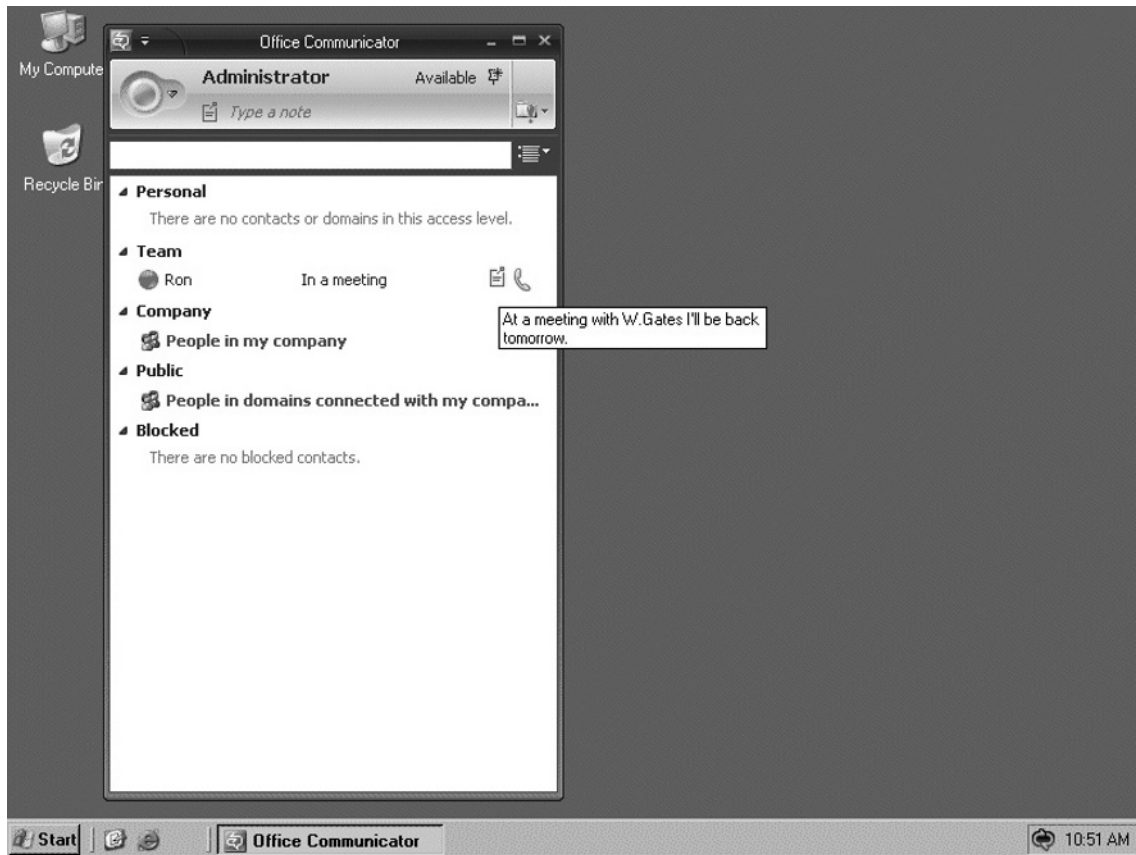 My Compute
Recycle Bin
Office Communicator
Administrator Available
Type a note
Personal
There are no contacts or domains in this access level.
Team
Ron In a meeting
Company
People in my company
At a meeting with W.Gates I'll be back
tomorrow.
Public
People in domains connected with my compa...
Blocked
There are no blocked contacts.
Start Office Communicator 10:51 AM